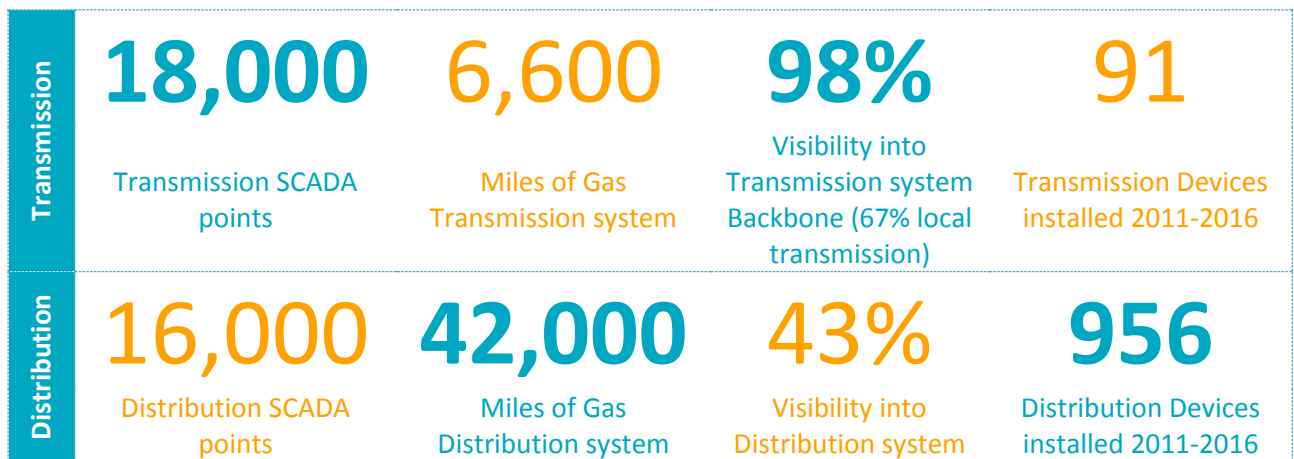 Transmission
18,000
Transmission SCADA
points
6,600
Miles of Gas
Transmission system
98%
Visibility into
Transmission system
Backbone (67% local
transmission)
91
Transmission Devices
installed 2011-2016
Distribution
16,000
Distribution SCADA
points
42,000
Miles of Gas
Distribution system
43%
Visibility into
Distribution system
956
Distribution Devices
installed 2011-2016